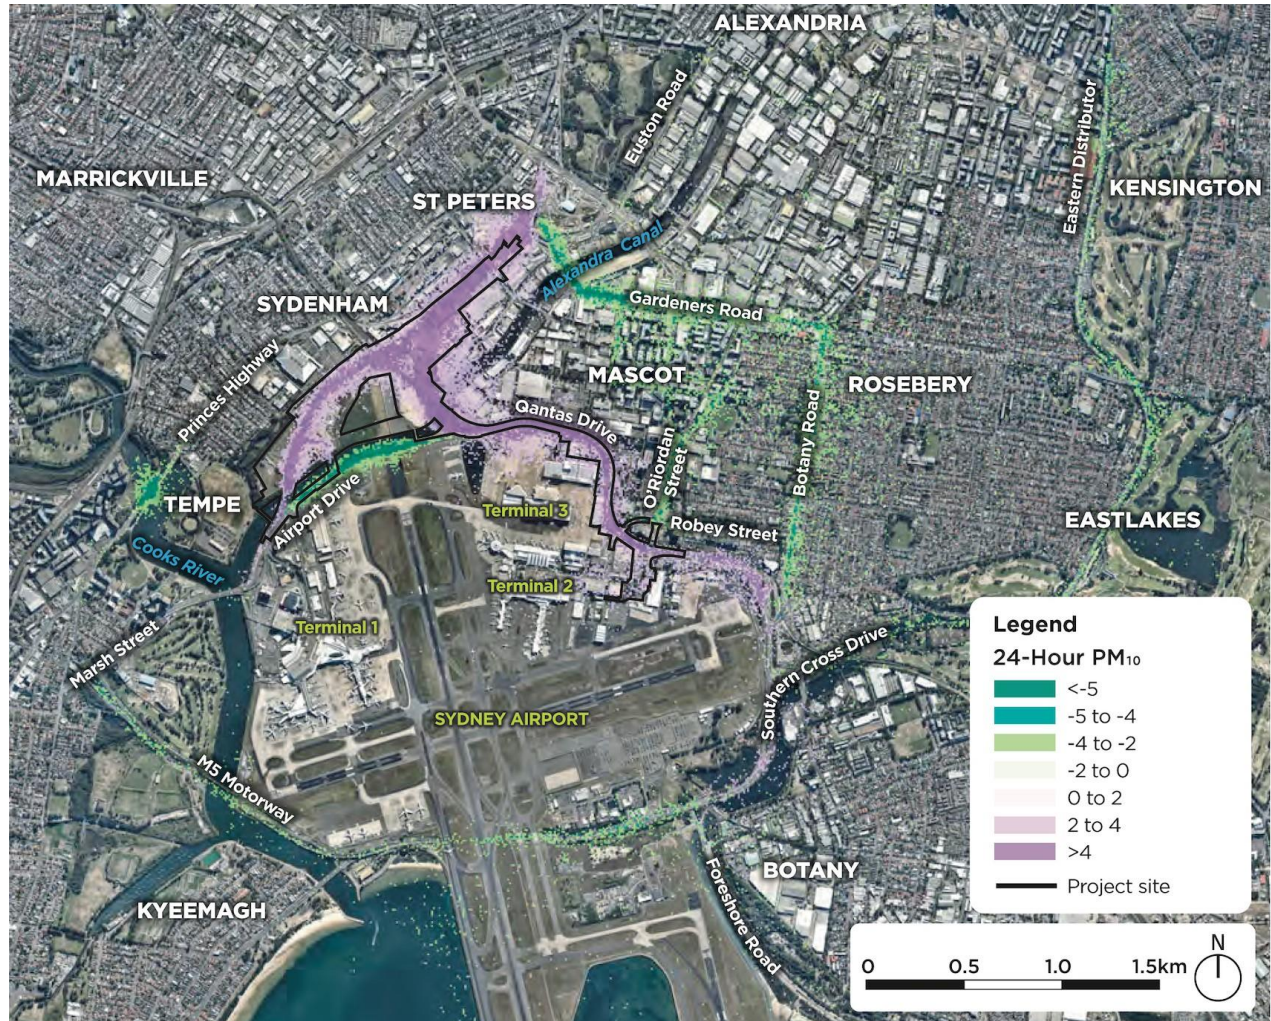 ALEXANDRIA
Euston Road
Eastern Distributor
MARRICKVILLE
KENSINGTON
ST PETERS
Alexandra Canal
SYDENHAM
Gardeners Road
Princes Highway
MASCOT
ROSEBERY
Qantas Drive
Botany Road
O'Riordan
Street
TEMPE
Airport Drive
Terminal 3
Robey Street
EASTLAKES
Cooks River
Terminal 2
Terminal 1
Marsh Street
Southern Cross Drive
SYDNEY AIRPORT
M5 Motorway
BOTANY
KYEEMAGH
Foreshore Road
Legend
24-Hour PM₁₀
<-5
-5 to -4
-4 to -2
-2 to 0
0 to 2
2 to 4
>4
Project site
0 0.5 1.0 1.5km
N